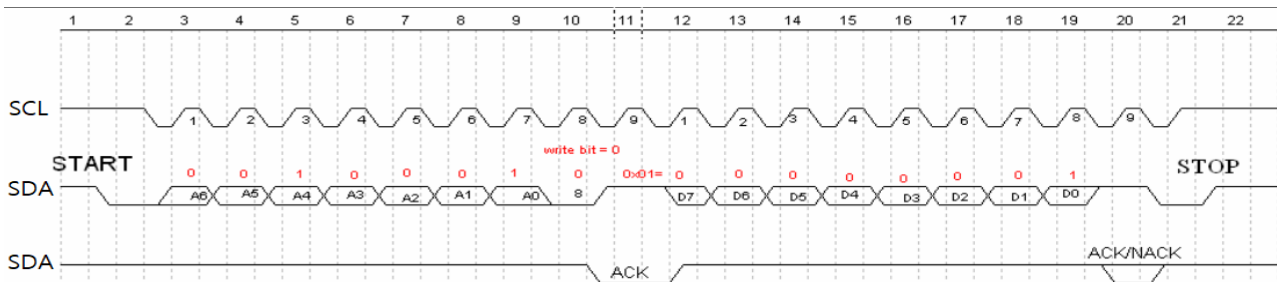 1 2 3 4 5 6 7 8 9 10 11 12 13 14 15 16 17 18 19 20 21 22
SCL 1 2 3 4 5 6 7 8 9 1 2 3 4 5 6 7 8 9
write bit = 0
START STOP
0 0 1 0 0 0 1 0 0x01= 0 0 0 0 0 0 0 1
SDA A6 A5 A4 A3 A2 A1 A0 8 D7 D6 D5 D4 D3 D2 D1 D0
ACK/NACK
SDA ACK